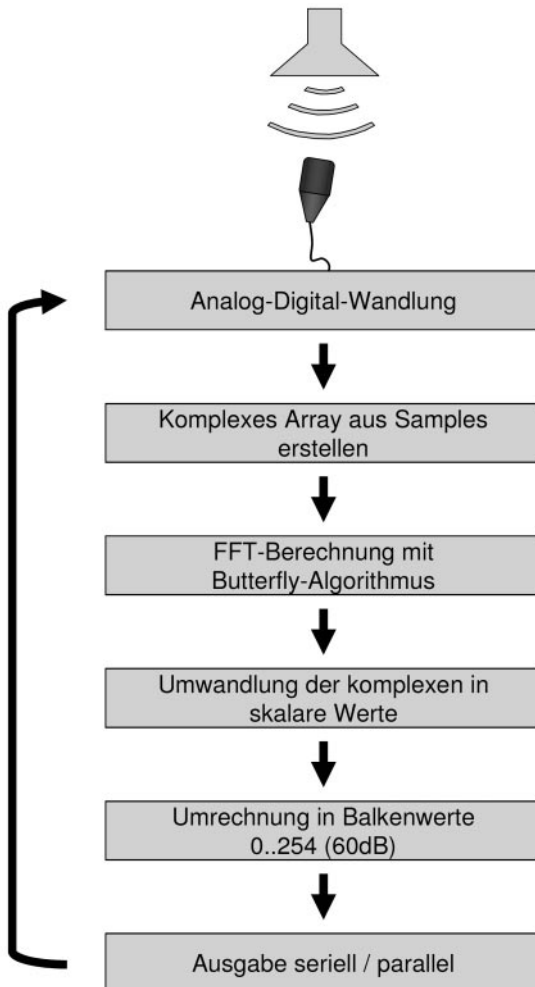 Analog-Digital-Wandlung
Komplexes Array aus Samples
erstellen
FFT-Berechnung mit
Butterfly-Algorithmus
Umwandlung der komplexen in
skalare Werte
Umrechnung in Balkenwerte
0..254 (60dB)
Ausgabe seriell / parallel